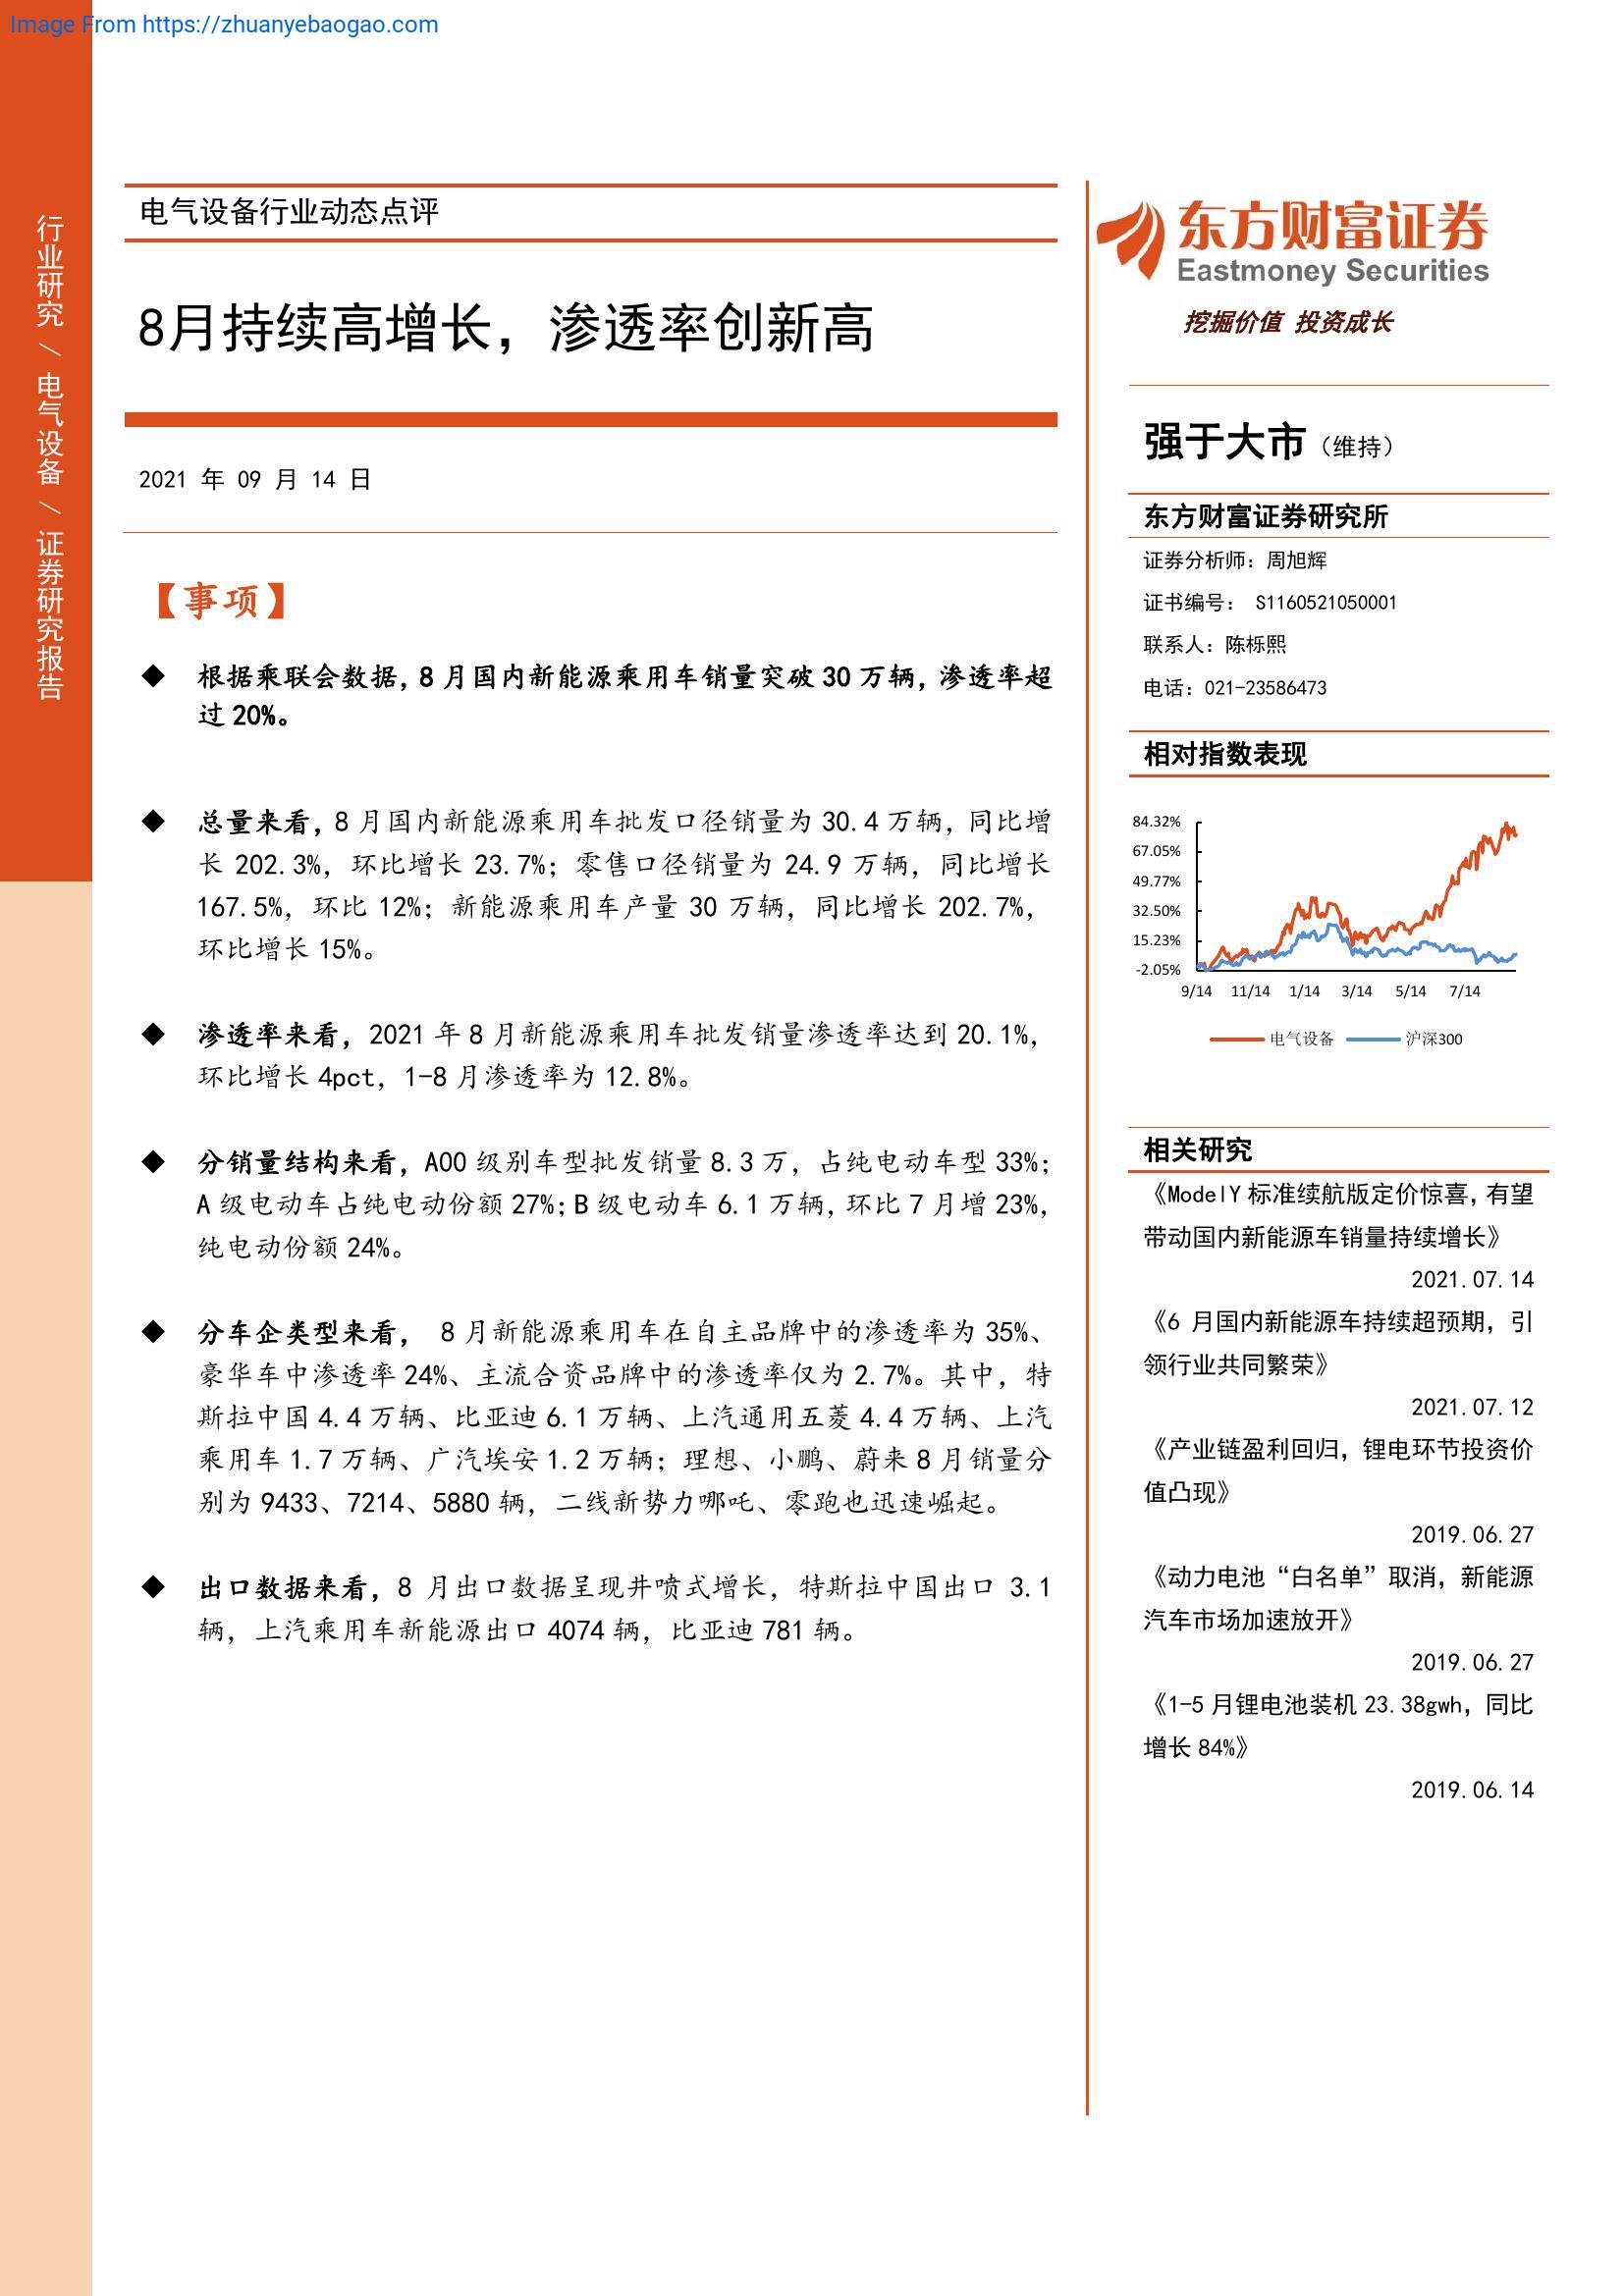 Image From https://zhuanyebaogao.com
行业研究 / 电气设备 / 证券研究报告
电气设备行业动态点评
8月持续高增长，渗透率创新高
2021 年 09 月 14 日
【事项】
◆ 根据乘联会数据，8 月国内新能源乘用车销量突破 30 万辆，渗透率超
过 20%。
◆ 总量来看，8 月国内新能源乘用车批发口径销量为 30.4 万辆，同比增
长 202.3%，环比增长 23.7%；零售口径销量为 24.9 万辆，同比增长
167.5%，环比 12%；新能源乘用车产量 30 万辆，同比增长 202.7%，
环比增长 15%。
◆ 渗透率来看，2021 年 8 月新能源乘用车批发销量渗透率达到 20.1%，
环比增长 4pct，1-8 月渗透率为 12.8%。
◆ 分销量结构来看，A00 级别车型批发销量 8.3 万，占纯电动车型 33%；
A 级电动车占纯电动份额 27%；B 级电动车 6.1 万辆，环比 7 月增 23%，
纯电动份额 24%。
◆ 分车企类型来看， 8 月新能源乘用车在自主品牌中的渗透率为 35%、
豪华车中渗透率 24%、主流合资品牌中的渗透率仅为 2.7%。其中，特
斯拉中国 4.4 万辆、比亚迪 6.1 万辆、上汽通用五菱 4.4 万辆、上汽
乘用车 1.7 万辆、广汽埃安 1.2 万辆；理想、小鹏、蔚来 8 月销量分
别为 9433、7214、5880 辆，二线新势力哪吒、零跑也迅速崛起。
◆ 出口数据来看，8 月出口数据呈现井喷式增长，特斯拉中国出口 3.1
辆，上汽乘用车新能源出口 4074 辆，比亚迪 781 辆。
东方财富证券
Eastmoney Securities
挖掘价值 投资成长
强于大市（维持）
东方财富证券研究所
证券分析师：周旭辉
证书编号： S1160521050001
联系人：陈栎熙
电话：021-23586473
相对指数表现
84.32%
67.05%
49.77%
32.50%
15.23%
-2.05%
9/14 11/14 1/14 3/14 5/14 7/14
电气设备 沪深300
相关研究
《ModelY 标准续航版定价惊喜，有望
带动国内新能源车销量持续增长》
2021.07.14
《6 月国内新能源车持续超预期，引
领行业共同繁荣》
2021.07.12
《产业链盈利回归，锂电环节投资价
值凸现》
2019.06.27
《动力电池“白名单”取消，新能源
汽车市场加速放开》
2019.06.27
《1-5 月锂电池装机 23.38gwh，同比
增长 84%》
2019.06.14